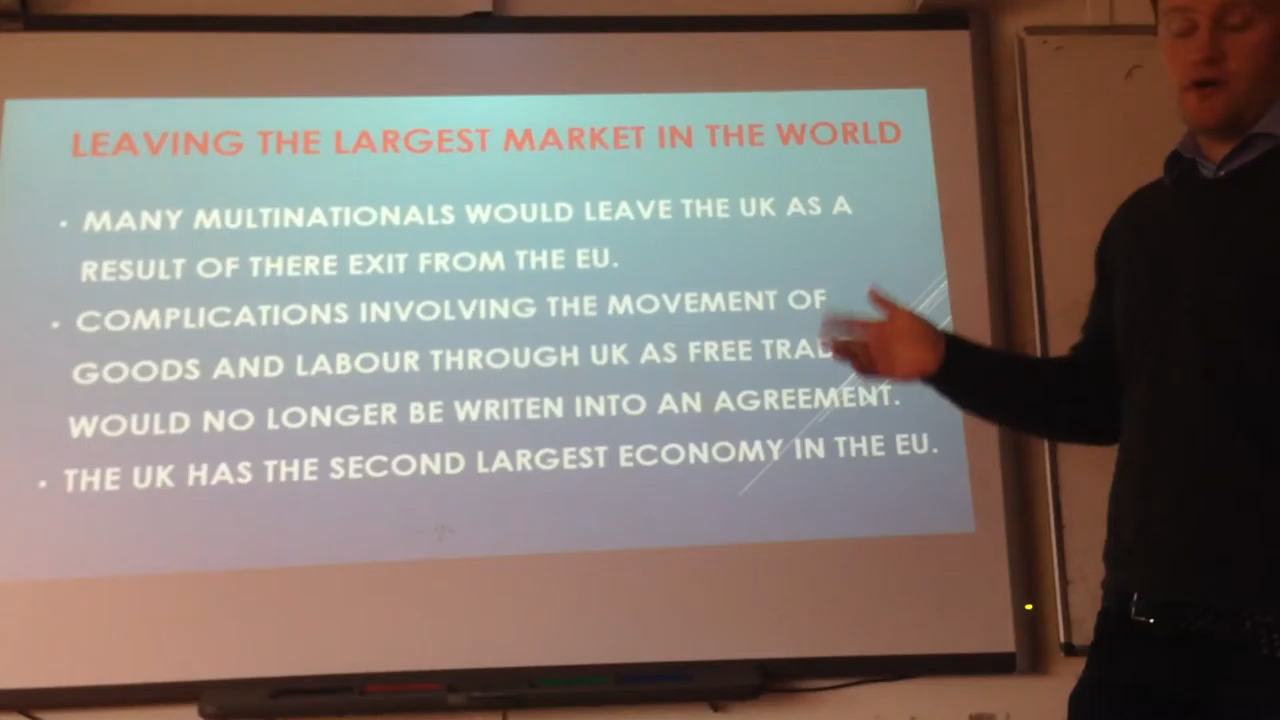 LEAVING THE LARGEST MARKET IN THE WORLD
• MANY MULTINATIONALS WOULD LEAVE THE UK AS A
RESULT OF THERE EXIT FROM THE EU.
• COMPLICATIONS INVOLVING THE MOVEMENT OF
GOODS AND LABOUR THROUGH UK AS FREE TRAD
WOULD NO LONGER BE WRITEN INTO AN AGREEMENT.
• THE UK HAS THE SECOND LARGEST ECONOMY IN THE EU.